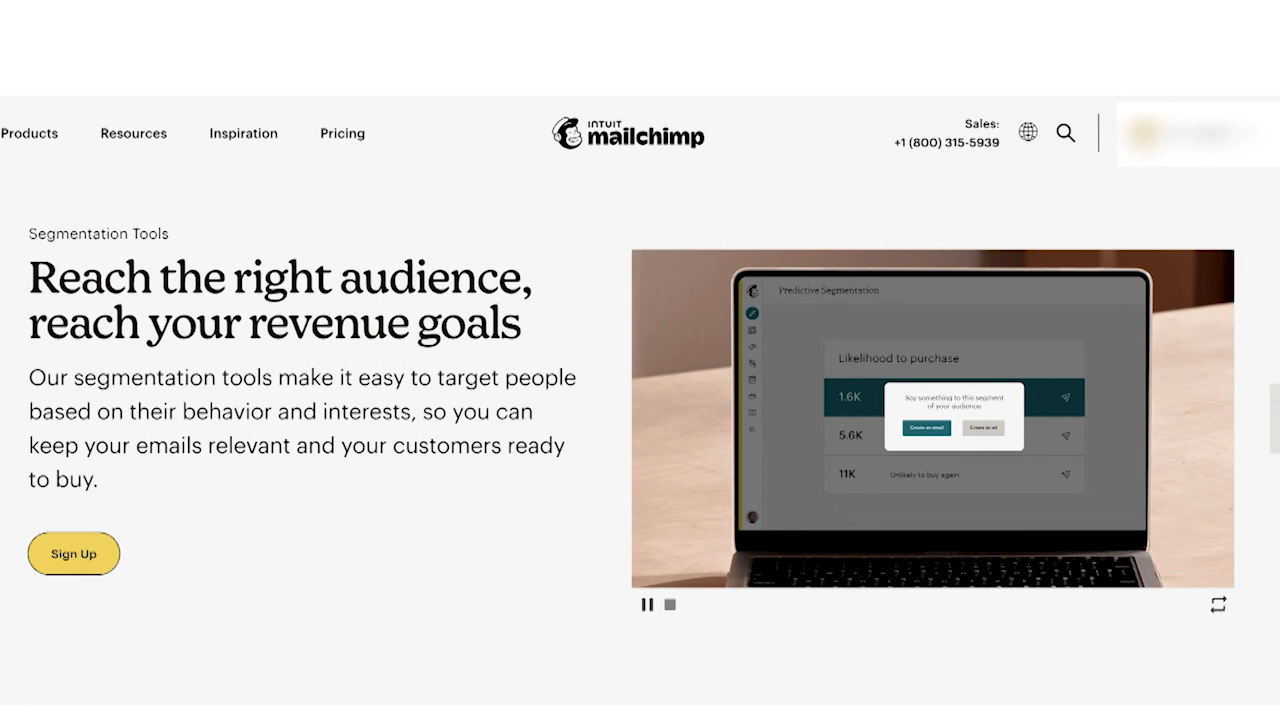 Products Resources Inspiration Pricing
INTUIT
mailchimp
Sales:
+1 (800) 315-5939
Segmentation Tools
Reach the right audience,
reach your revenue goals
Our segmentation tools make it easy to target people
based on their behavior and interests, so you can
keep your emails relevant and your customers ready
to buy.
Sign Up
Predictive Segmentation
Likelihood to purchase
1.6K
Say something to this segment
of your audience
Create an email Create an ad
5.6K
11K Unlikely to buy again